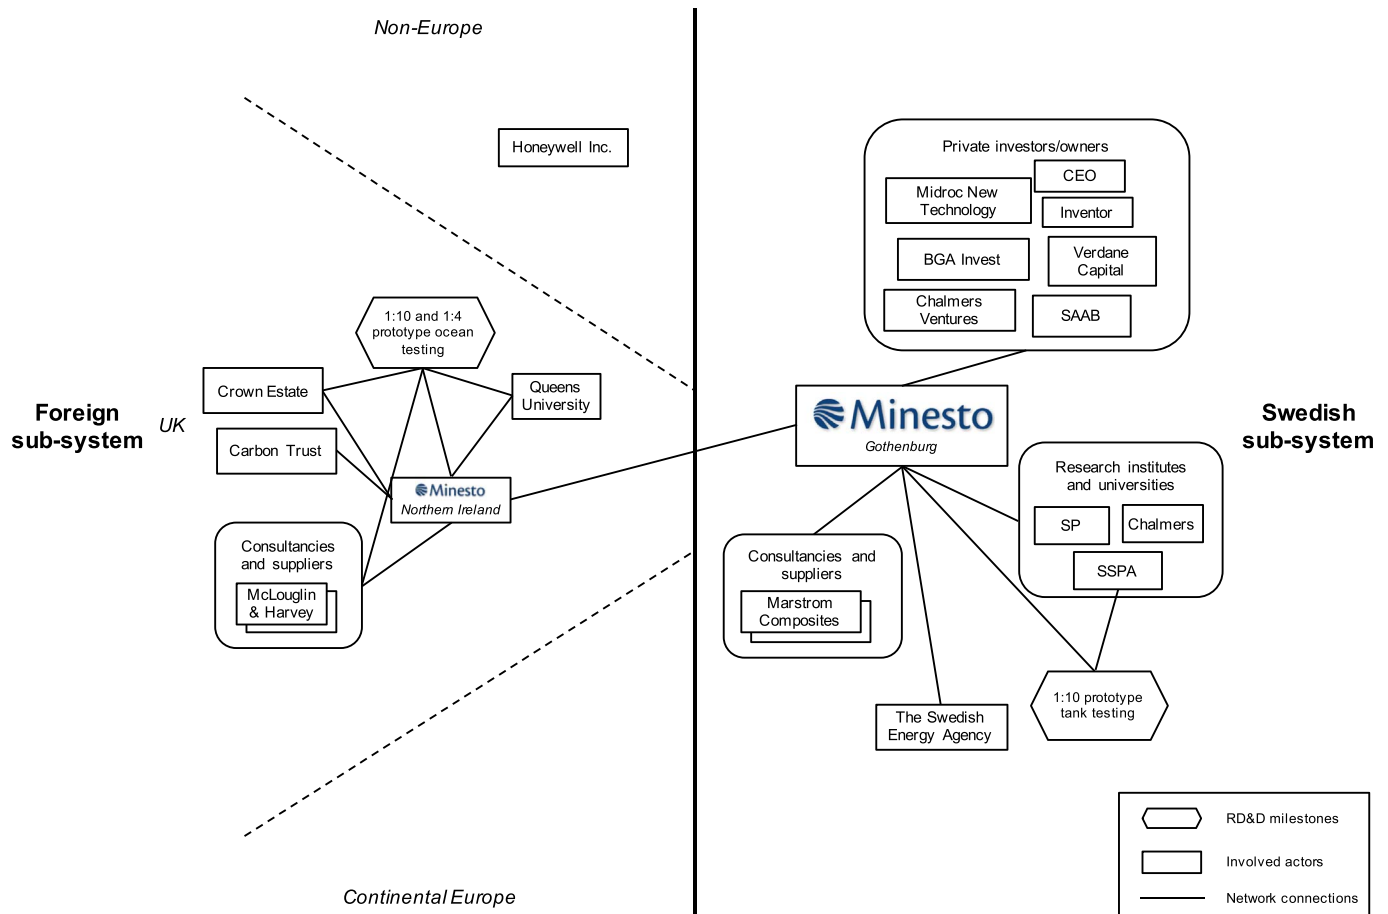 Non-Europe
Honeywell Inc.
Private investors/owners
CEO
Midroc New
Technology
Inventor
BGA Invest
Verdane
Capital
Chalmers
Ventures
SAAB
1:10 and 1:4
prototype ocean
testing
Crown Estate
Queens
University
Carbon Trust
Foreign
sub-system
UK
Minesto
Northern Ireland
Consultancies
and suppliers
McLouglin
& Harvey
Minesto
Gothenburg
Swedish
sub-system
Research institutes
and universities
SP
Chalmers
SSPA
Consultancies and
suppliers
Marstrom
Composites
The Swedish
Energy Agency
1:10 prototype
tank testing
Continental Europe
RD&D milestones
Involved actors
Network connections